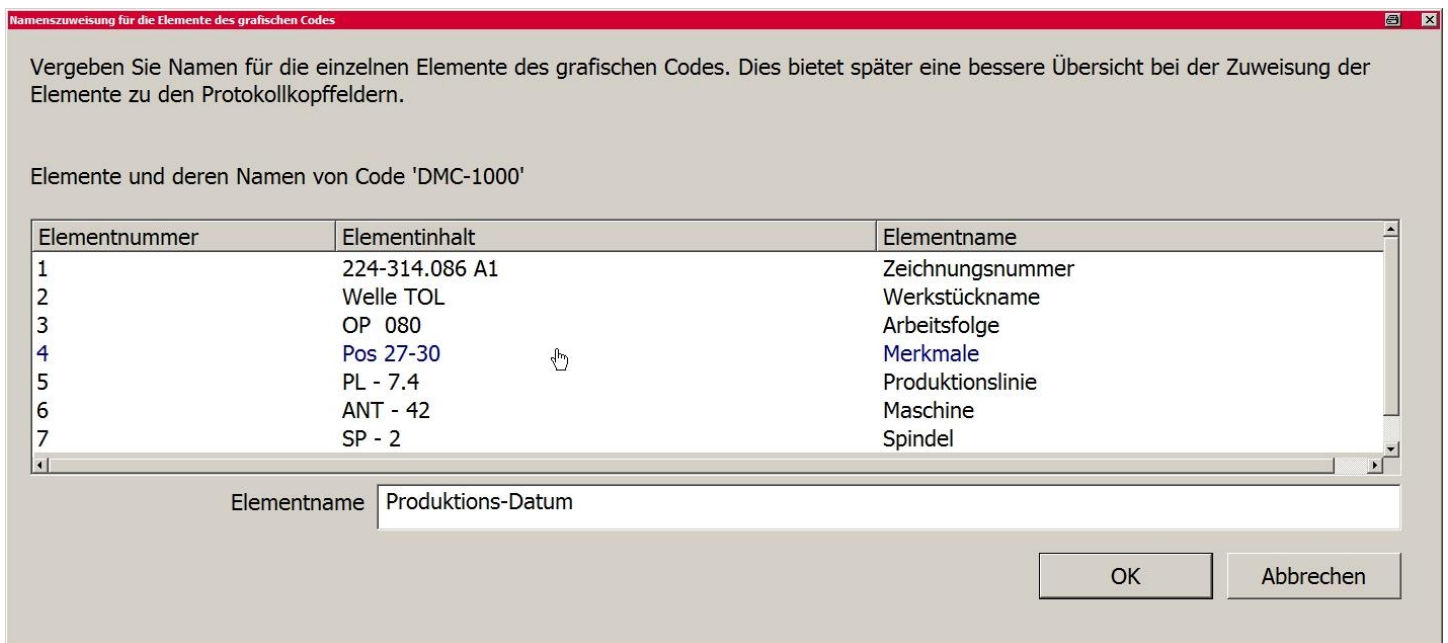 Namenszuweisung für die Elemente des grafischen Codes
Vergeben Sie Namen für die einzelnen Elemente des grafischen Codes. Dies bietet später eine bessere Übersicht bei der Zuweisung der
Elemente zu den Protokollkopffeldern.
Elemente und deren Namen von Code 'DMC-1000'
Elementnummer Elementinhalt Elementname
1 224-314.086 A1 Zeichnungsnummer
2 Welle TOL Werkstückname
3 OP 080 Arbeitsfolge
4 Pos 27-30 Merkmale
5 PL - 7.4 Produktionslinie
6 ANT - 42 Maschine
7 SP - 2 Spindel
Elementname Produktions-Datum
OK Abbrechen